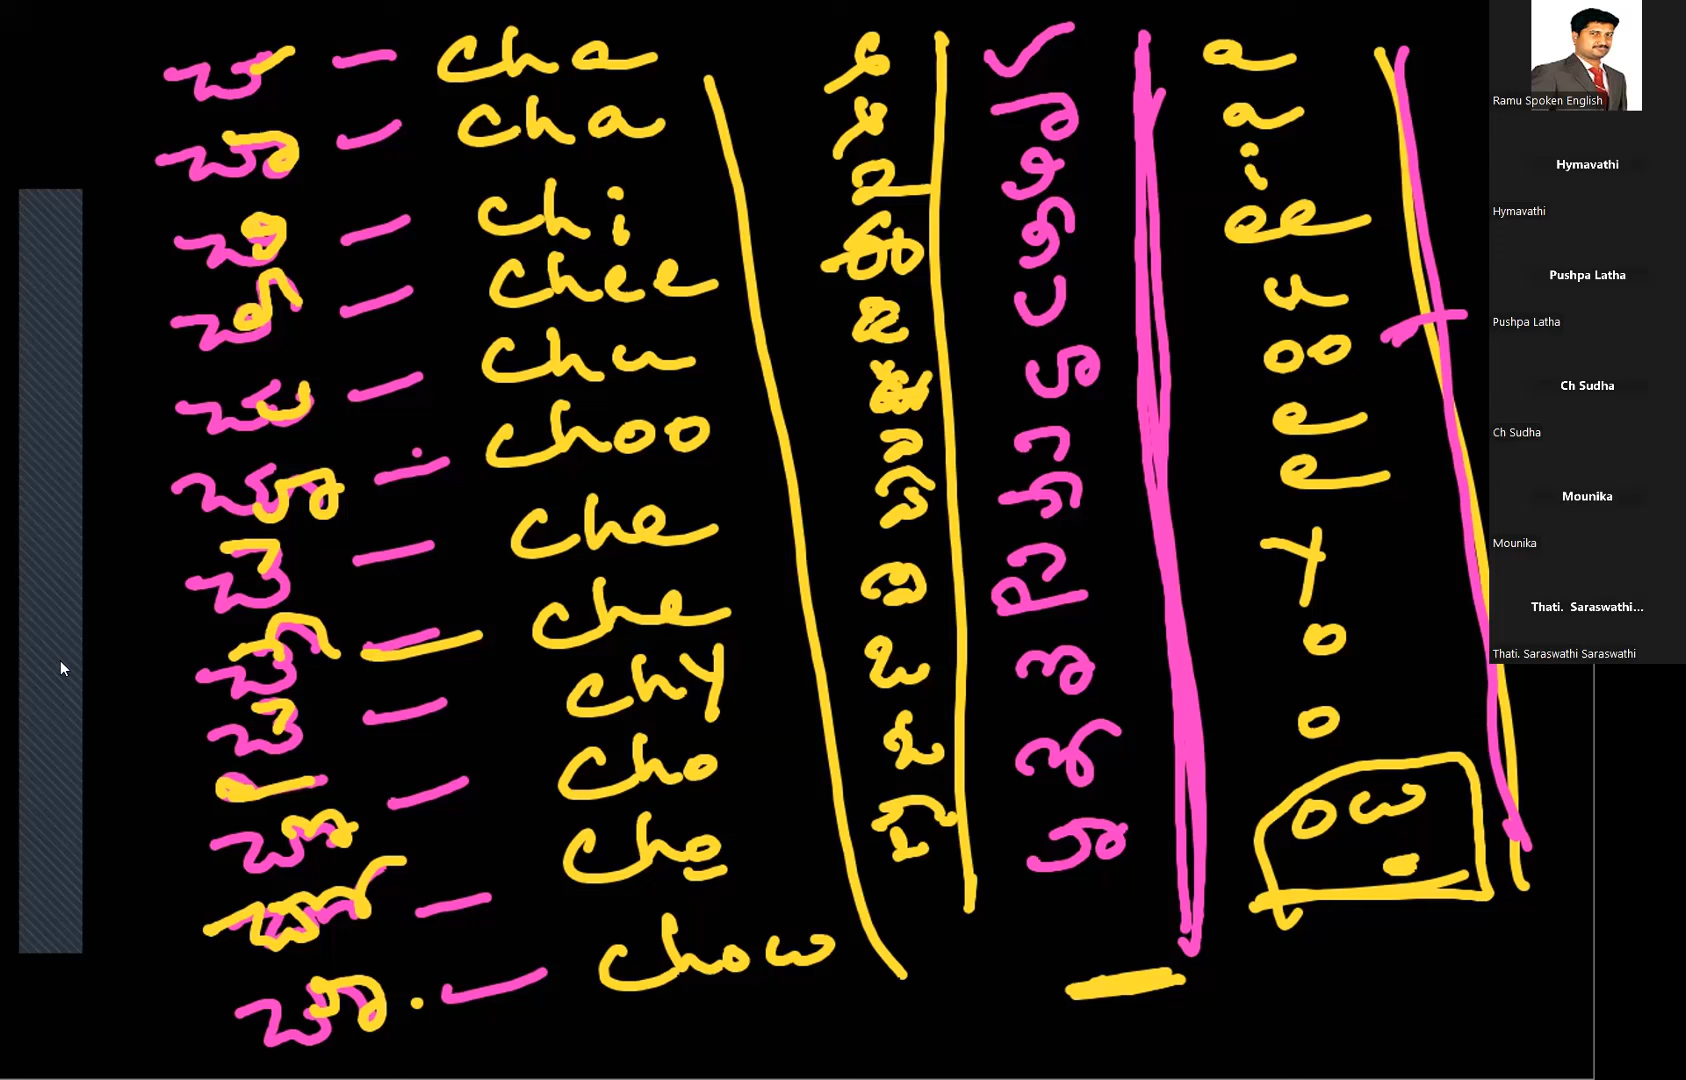 చ - cha అ a
చా - cha ఆ a
చి - chi ఇ i
చీ - chee ఈ ee
చు - chu ఉ u
చూ - choo ఊ oo
చె - che ఎ e
చే - che ఏ e
చై - chy ఐ y
చొ - cho ఒ o
చో - cho ఓ o
చౌ - chow ఔ ow
Ramu Spoken English
Hymavathi
Hymavathi
Pushpa Latha
Pushpa Latha
Ch Sudha
Ch Sudha
Mounika
Mounika
Thati. Saraswathi...
Thati. Saraswathi Saraswathi